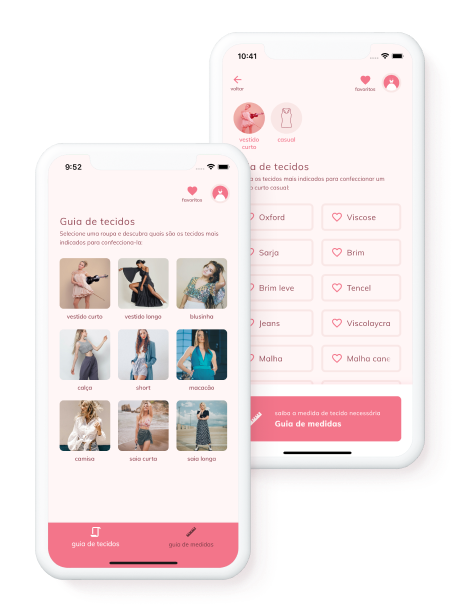 10:41
voltar
favoritos
vestido
curto
casual
a de tecidos
a os tecidos mais indicados para confeccionar um
o curto casual:
Oxford
Viscose
Sarja
Brim
Brim leve
Tencel
Jeans
Viscolaycra
Malha
Malha cane
saiba a medida de tecido necessária
Guia de medidas
9:52
favoritos
Guia de tecidos
Selecione uma roupa e descubra quais são os tecidos mais
indicados para confecciona-la:
vestido curto
vestido longo
blusinha
calça
short
macacão
camisa
saia curta
saia longa
guia de tecidos
guia de medidas